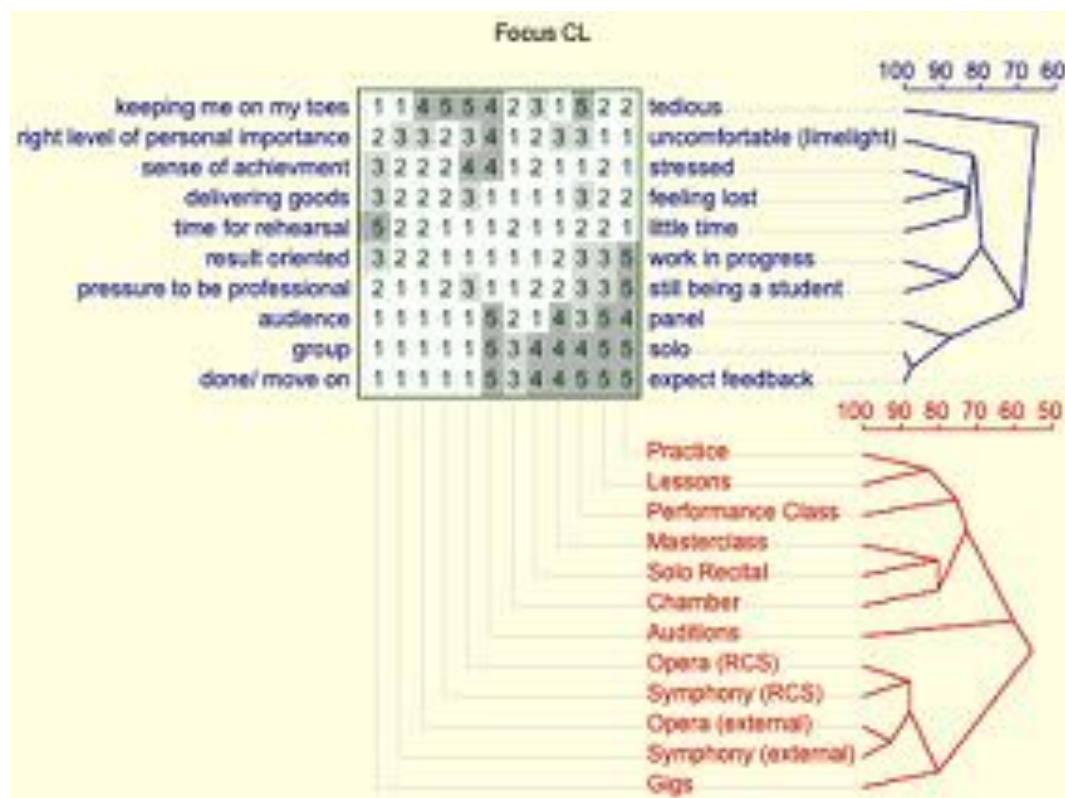 Focus CL
100 90 80 70 60
keeping me on my toes 1 1 4 5 5 4 2 3 1 5 2 2 tedious
right level of personal importance 2 3 3 2 3 4 1 2 3 3 1 1 uncomfortable (limelight)
sense of achievment 3 2 2 2 4 4 1 2 1 1 2 1 stressed
delivering goods 3 2 2 2 3 1 1 1 1 3 2 2 feeling lost
time for rehearsal 5 2 2 1 1 1 2 1 1 2 2 1 little time
result oriented 3 2 2 1 1 1 1 1 2 3 3 5 work in progress
pressure to be professional 2 1 1 2 3 1 1 2 2 3 3 5 still being a student
audience 1 1 1 1 1 5 2 1 4 3 5 4 panel
group 1 1 1 1 1 5 3 4 4 4 5 5 solo
done/ move on 1 1 1 1 1 5 3 4 4 5 5 5 expect feedback
100 90 80 70 60 50
Practice
Lessons
Performance Class
Masterclass
Solo Recital
Chamber
Auditions
Opera (RCS)
Symphony (RCS)
Opera (external)
Symphony (external)
Gigs